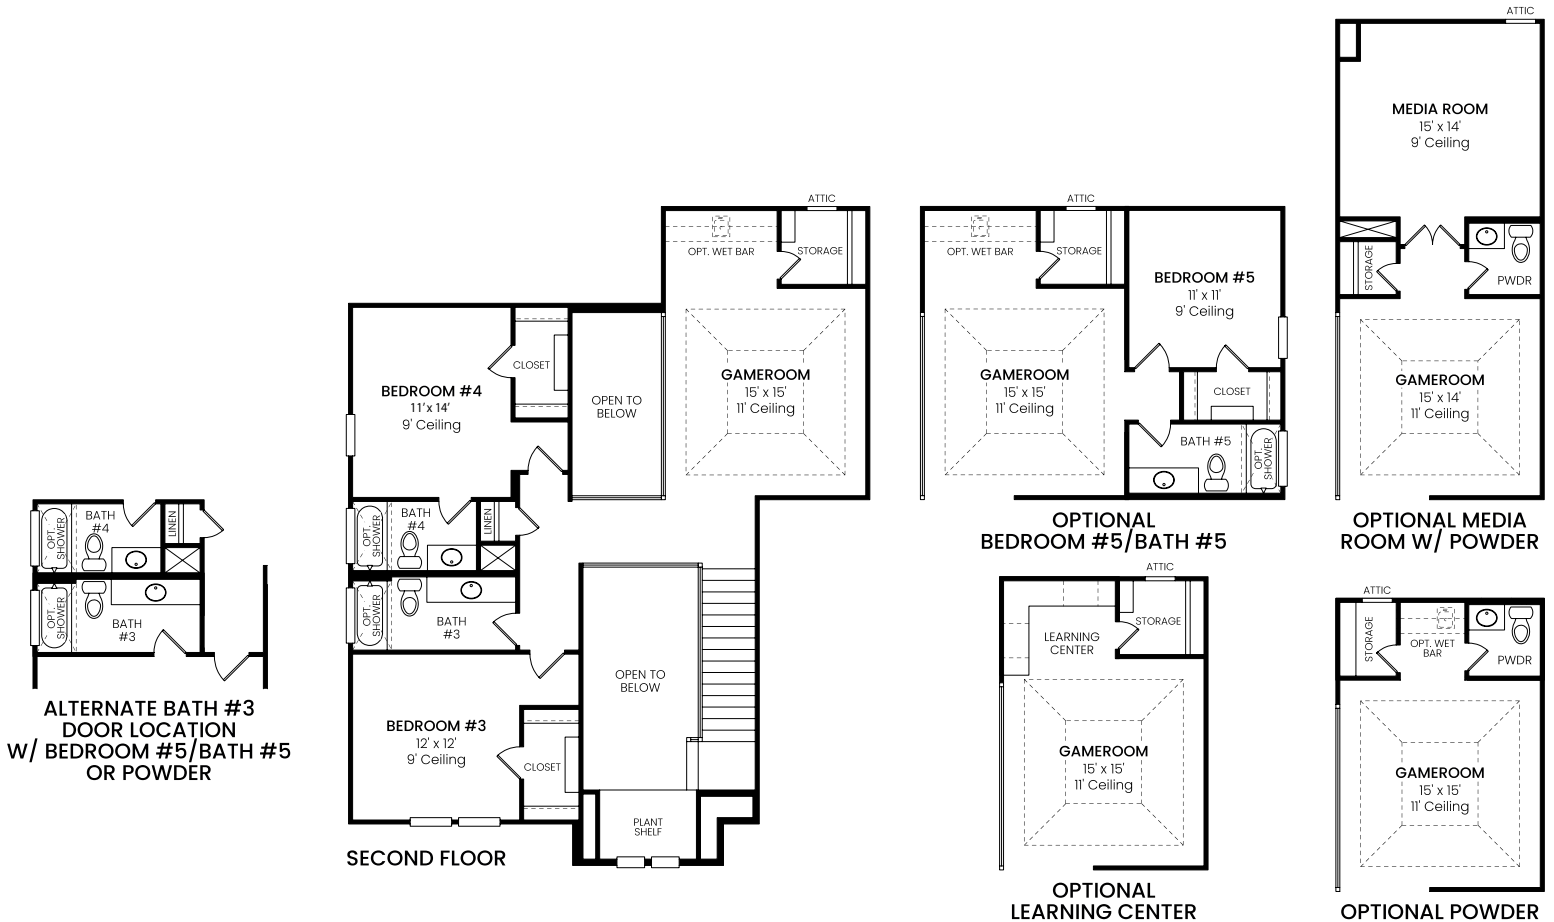 BATH
#4
LINEN
OPT.
SHOWER
OPT.
SHOWER
BATH
#3
ALTERNATE BATH #3
DOOR LOCATION
W/ BEDROOM #5/BATH #5
OR POWDER
ATTIC
OPT. WET BAR
STORAGE
GAMEROOM
15' x 15'
11' Ceiling
BEDROOM #4
11' x 14'
9' Ceiling
CLOSET
OPEN TO
BELOW
BATH
#4
LINEN
OPT.
SHOWER
OPT.
SHOWER
BATH
#3
BEDROOM #3
12' x 12'
9' Ceiling
CLOSET
OPEN TO
BELOW
PLANT
SHELF
SECOND FLOOR
ATTIC
OPT. WET BAR
STORAGE
BEDROOM #5
11' x 11'
9' Ceiling
GAMEROOM
15' x 15'
11' Ceiling
CLOSET
BATH #5
OPT.
SHOWER
OPTIONAL
BEDROOM #5/BATH #5
ATTIC
LEARNING
CENTER
STORAGE
GAMEROOM
15' x 15'
11' Ceiling
OPTIONAL
LEARNING CENTER
ATTIC
MEDIA ROOM
15' x 14'
9' Ceiling
STORAGE
PWDR
GAMEROOM
15' x 14'
11' Ceiling
OPTIONAL MEDIA
ROOM W/ POWDER
ATTIC
STORAGE
OPT. WET
BAR
PWDR
GAMEROOM
15' x 15'
11' Ceiling
OPTIONAL POWDER